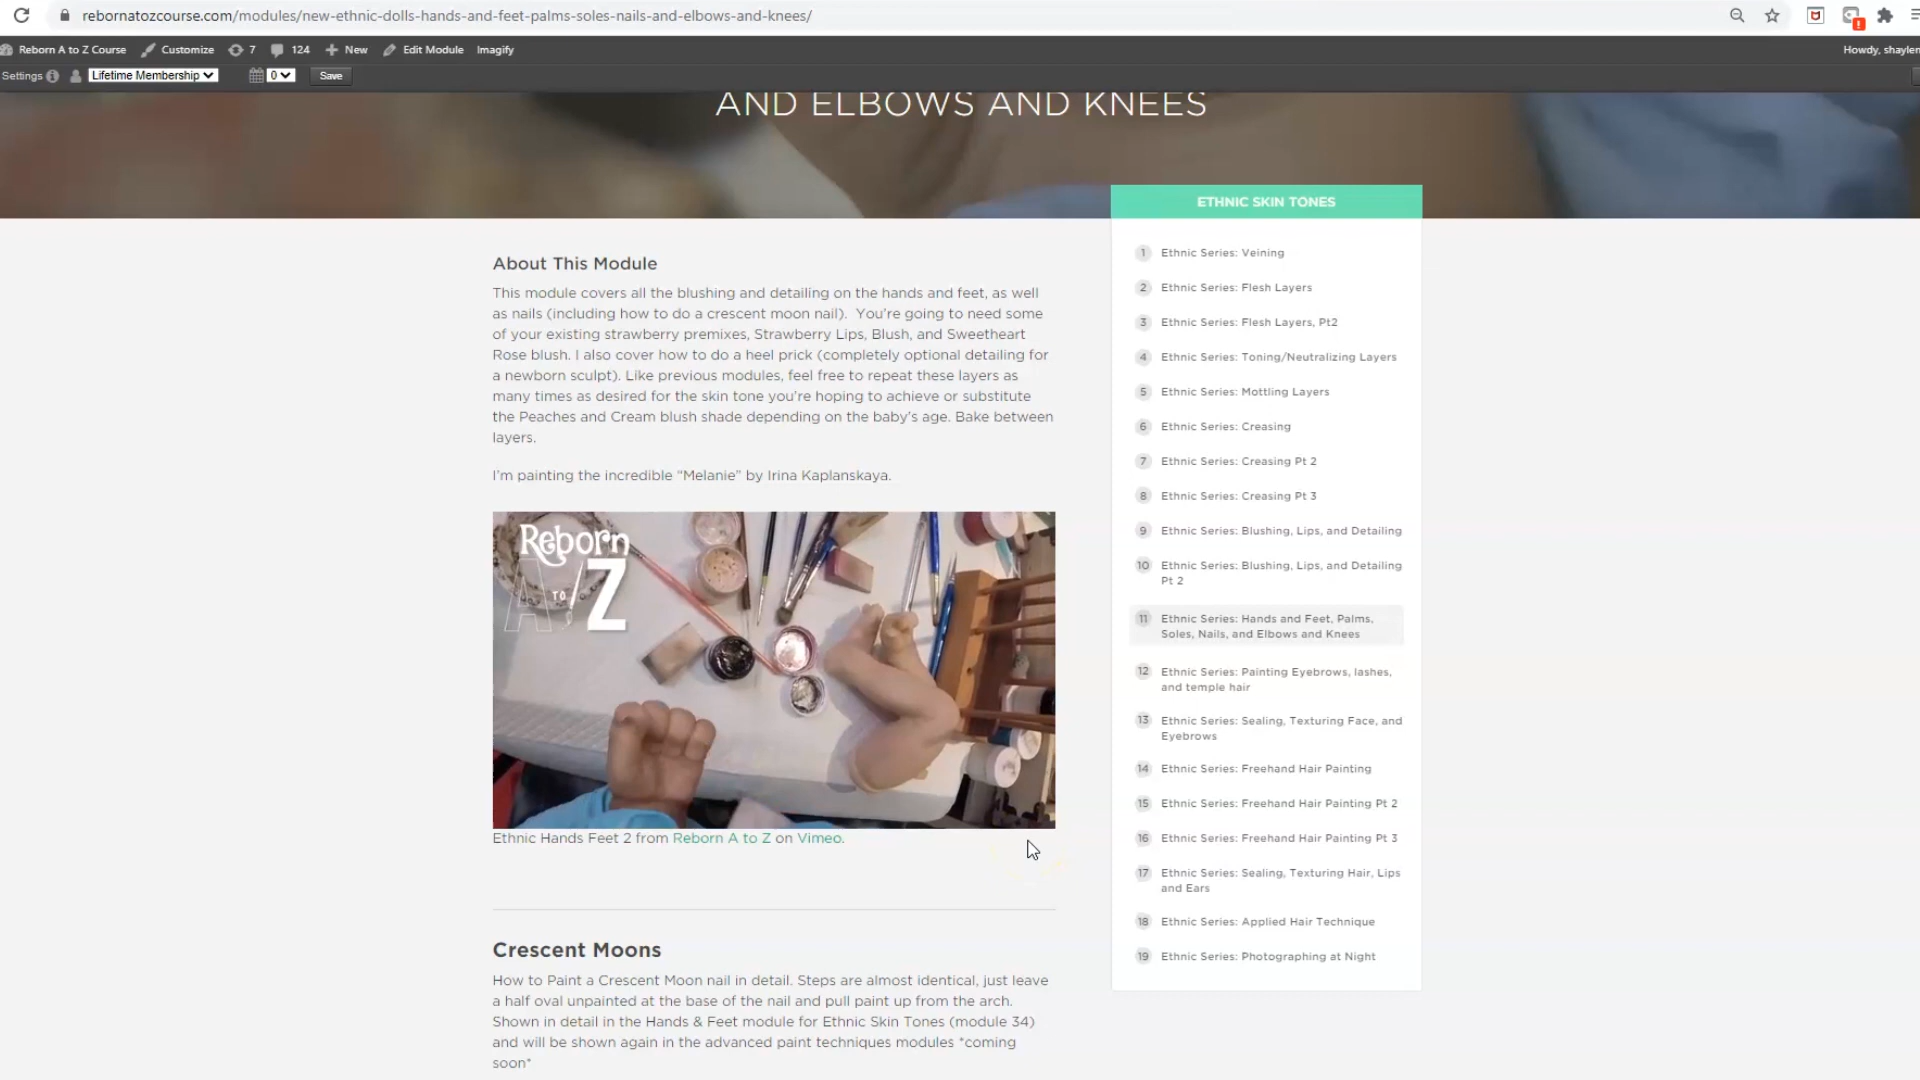 rebornatozcourse.com/modules/new-ethnic-dolls-hands-and-feet-palms-soles-nails-and-elbows-and-knees/
Reborn A to Z Course Customize 7 124 New Edit Module Imagify Howdy, shaylen
Settings Lifetime Membership 0 Save
AND ELBOWS AND KNEES
About This Module
This module covers all the blushing and detailing on the hands and feet, as well
as nails (including how to do a crescent moon nail). You're going to need some
of your existing strawberry premixes, Strawberry Lips, Blush, and Sweetheart
Rose blush. I also cover how to do a heel prick (completely optional detailing for
a newborn sculpt). Like previous modules, feel free to repeat these layers as
many times as desired for the skin tone you're hoping to achieve or substitute
the Peaches and Cream blush shade depending on the baby's age. Bake between
layers.
I'm painting the incredible “Melanie” by Irina Kaplanskaya.
Reborn
A TO Z
Ethnic Hands Feet 2 from Reborn A to Z on Vimeo.
Crescent Moons
How to Paint a Crescent Moon nail in detail. Steps are almost identical, just leave
a half oval unpainted at the base of the nail and pull paint up from the arch.
Shown in detail in the Hands & Feet module for Ethnic Skin Tones (module 34)
and will be shown again in the advanced paint techniques modules *coming
soon*
ETHNIC SKIN TONES
1 Ethnic Series: Veining
2 Ethnic Series: Flesh Layers
3 Ethnic Series: Flesh Layers, Pt2
4 Ethnic Series: Toning/Neutralizing Layers
5 Ethnic Series: Mottling Layers
6 Ethnic Series: Creasing
7 Ethnic Series: Creasing Pt 2
8 Ethnic Series: Creasing Pt 3
9 Ethnic Series: Blushing, Lips, and Detailing
10 Ethnic Series: Blushing, Lips, and Detailing
Pt 2
11 Ethnic Series: Hands and Feet, Palms,
Soles, Nails, and Elbows and Knees
12 Ethnic Series: Painting Eyebrows, lashes,
and temple hair
13 Ethnic Series: Sealing, Texturing Face, and
Eyebrows
14 Ethnic Series: Freehand Hair Painting
15 Ethnic Series: Freehand Hair Painting Pt 2
16 Ethnic Series: Freehand Hair Painting Pt 3
17 Ethnic Series: Sealing, Texturing Hair, Lips
and Ears
18 Ethnic Series: Applied Hair Technique
19 Ethnic Series: Photographing at Night